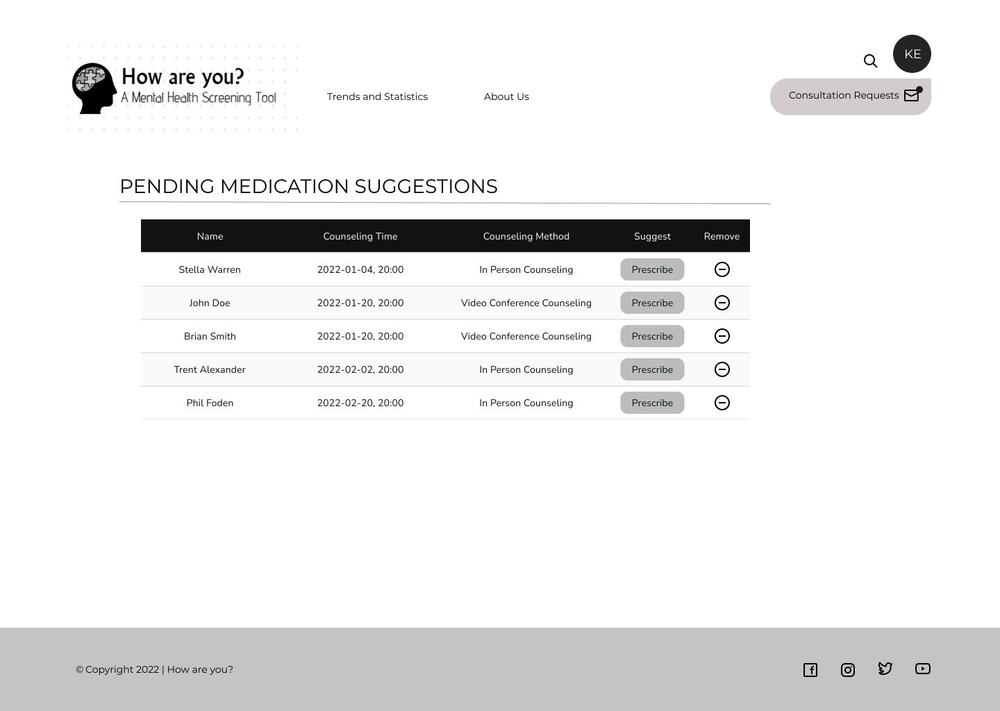 KE
How are you?
A Mental Health Screening Tool
Trends and Statistics
About Us
Consultation Requests
PENDING MEDICATION SUGGESTIONS
Name Counseling Time Counseling Method Suggest Remove
Stella Warren 2022-01-04, 20:00 In Person Counseling Prescribe
John Doe 2022-01-20, 20:00 Video Conference Counseling Prescribe
Brian Smith 2022-01-20, 20:00 Video Conference Counseling Prescribe
Trent Alexander 2022-02-02, 20:00 In Person Counseling Prescribe
Phil Foden 2022-02-20, 20:00 In Person Counseling Prescribe
© Copyright 2022 | How are you?